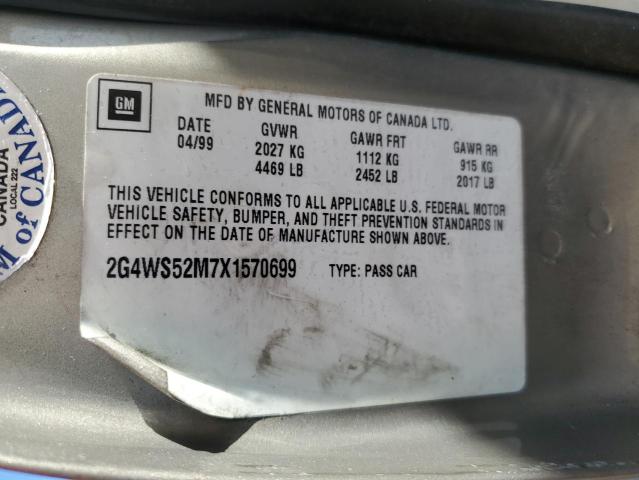 GM
MFD BY GENERAL MOTORS OF CANADA LTD.
DATE GVWR GAWR FRT GAWR RR
04/99 2027 KG 1112 KG 915 KG
4469 LB 2452 LB 2017 LB
THIS VEHICLE CONFORMS TO ALL APPLICABLE U.S. FEDERAL MOTOR
VEHICLE SAFETY, BUMPER, AND THEFT PREVENTION STANDARDS IN
EFFECT ON THE DATE OF MANUFACTURE SHOWN ABOVE.
2G4WS52M7X1570699 TYPE: PASS CAR
of CANADA
CANADA
LOCAL 222